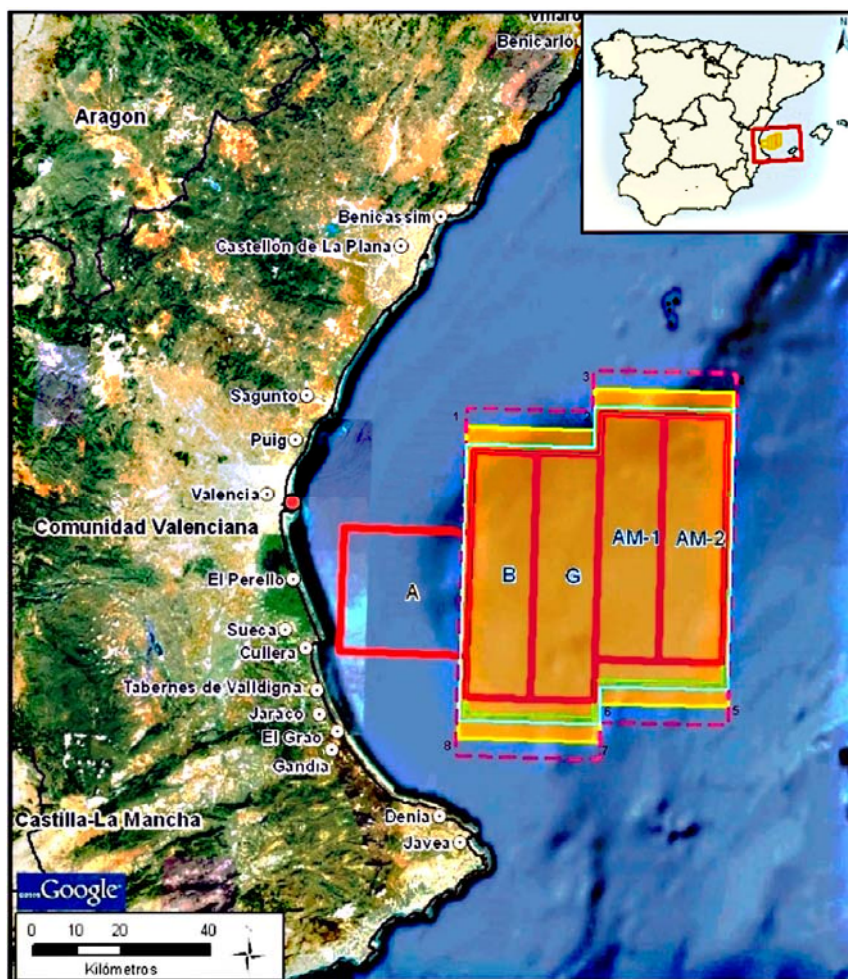 Vinaros
Benicarló
N
Aragon
Benicassim
Castellón de La Plana
3
1
Sagunto
Puig
Valencia
Comunidad Valenciana
AM-1
AM-2
B
G
A
El Perello
Sueca
Cullera
Tabernes de Valldigna
Jaraco
6
5
El Grao
8
7
Gandia
Denia
Castilla-La Mancha
Javea
Google
0 10 20 40
Kilómetros